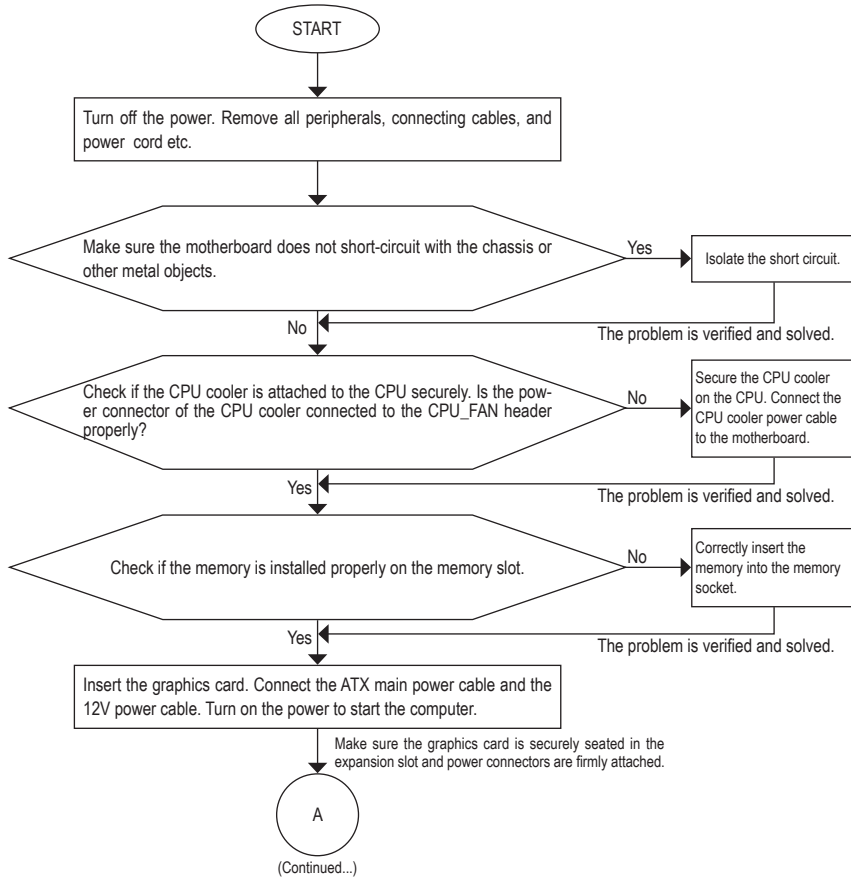 START
Turn off the power. Remove all peripherals, connecting cables, and
power cord etc.
Make sure the motherboard does not short-circuit with the chassis or
other metal objects.
Yes
Isolate the short circuit.
No
The problem is verified and solved.
Check if the CPU cooler is attached to the CPU securely. Is the pow-
er connector of the CPU cooler connected to the CPU_FAN header
properly?
No
Secure the CPU cooler
on the CPU. Connect the
CPU cooler power cable
to the motherboard.
Yes
The problem is verified and solved.
Check if the memory is installed properly on the memory slot.
No
Correctly insert the
memory into the memory
socket.
Yes
The problem is verified and solved.
Insert the graphics card. Connect the ATX main power cable and the
12V power cable. Turn on the power to start the computer.
Make sure the graphics card is securely seated in the
expansion slot and power connectors are firmly attached.
A
(Continued...)